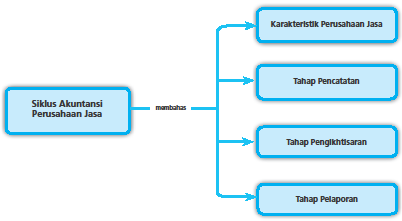 Karakteristik Perusahaan Jasa
Tahap Pencatatan
Siklus Akuntansi
Perusahaan Jasa
membahas
Tahap Pengikhtisaran
Tahap Pelaporan